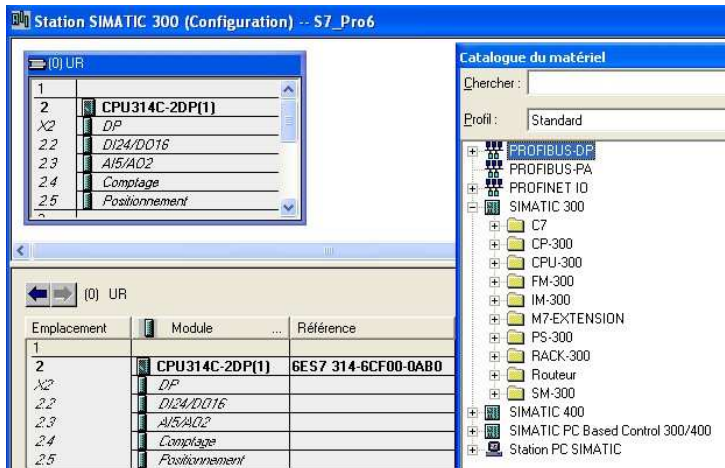 Station SIMATIC 300 (Configuration) -- S7_Pro6
(0) UR
1
2 CPU314C-2DP(1)
X2 DP
2.2 DI24/DO16
2.3 AI5/AO2
2.4 Comptage
2.5 Positionnement
Catalogue du matériel
Chercher :
Profil : Standard
PROFIBUS-DP
PROFIBUS-PA
PROFINET IO
SIMATIC 300
C7
CP-300
CPU-300
FM-300
IM-300
M7-EXTENSION
PS-300
RACK-300
Routeur
SM-300
SIMATIC 400
SIMATIC PC Based Control 300/400
Station PC SIMATIC
(0) UR
Emplacement Module ... Référence
1
2 CPU314C-2DP(1) 6ES7 314-6CF00-0AB0
X2 DP
2.2 DI24/DO16
2.3 AI5/AO2
2.4 Comptage
2.5 Positionnement